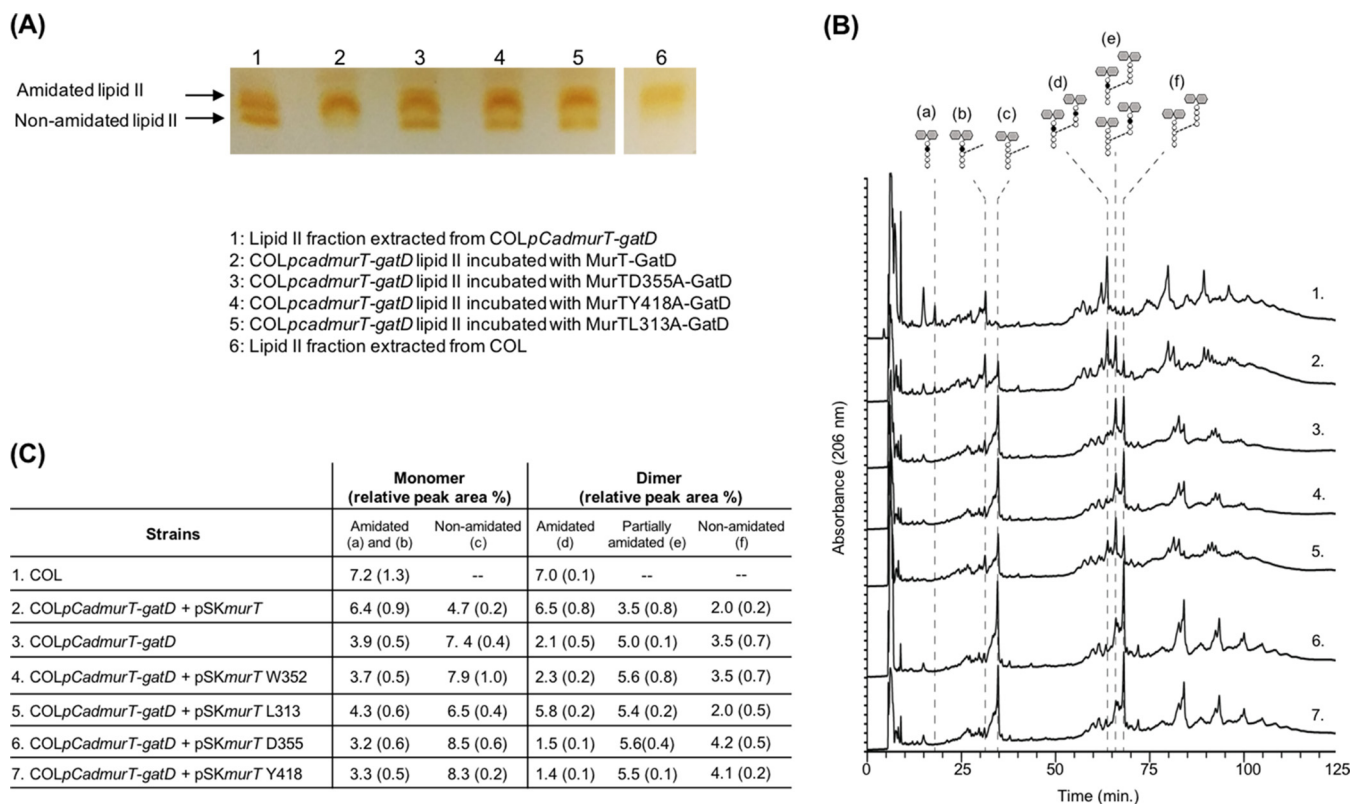 (A)
1 2 3 4 5 6
Amidated lipid II
Non-amidated lipid II
1: Lipid II fraction extracted from COLpCadmurT-gatD
2: COLpcadmurT-gatD lipid II incubated with MurT-GatD
3: COLpcadmurT-gatD lipid II incubated with MurTD355A-GatD
4: COLpcadmurT-gatD lipid II incubated with MurTY418A-GatD
5: COLpcadmurT-gatD lipid II incubated with MurTL313A-GatD
6: Lipid II fraction extracted from COL
(B)
(e)
(d) (f)
(a) (b) (c)
1.
2.
3.
4.
5.
6.
7.
Absorbance (206 nm)
0 25 50 75 100 125
Time (min.)
(C)
Monomer Dimer
(relative peak area %) (relative peak area %)
Strains Amidated (a) and (b) Non-amidated (c) Amidated (d) Partially amidated (e) Non-amidated (f)
1. COL 7.2 (1.3) -- 7.0 (0.1) -- --
2. COLpCadmurT-gatD + pSKmurT 6.4 (0.9) 4.7 (0.2) 6.5 (0.8) 3.5 (0.8) 2.0 (0.2)
3. COLpCadmurT-gatD 3.9 (0.5) 7. 4 (0.4) 2.1 (0.5) 5.0 (0.1) 3.5 (0.7)
4. COLpCadmurT-gatD + pSKmurT W352 3.7 (0.5) 7.9 (1.0) 2.3 (0.2) 5.6 (0.8) 3.5 (0.7)
5. COLpCadmurT-gatD + pSKmurT L313 4.3 (0.6) 6.5 (0.4) 5.8 (0.2) 5.4 (0.2) 2.0 (0.5)
6. COLpCadmurT-gatD + pSKmurT D355 3.2 (0.6) 8.5 (0.6) 1.5 (0.1) 5.6(0.4) 4.2 (0.5)
7. COLpCadmurT-gatD + pSKmurT Y418 3.3 (0.5) 8.3 (0.2) 1.4 (0.1) 5.5 (0.1) 4.1 (0.2)